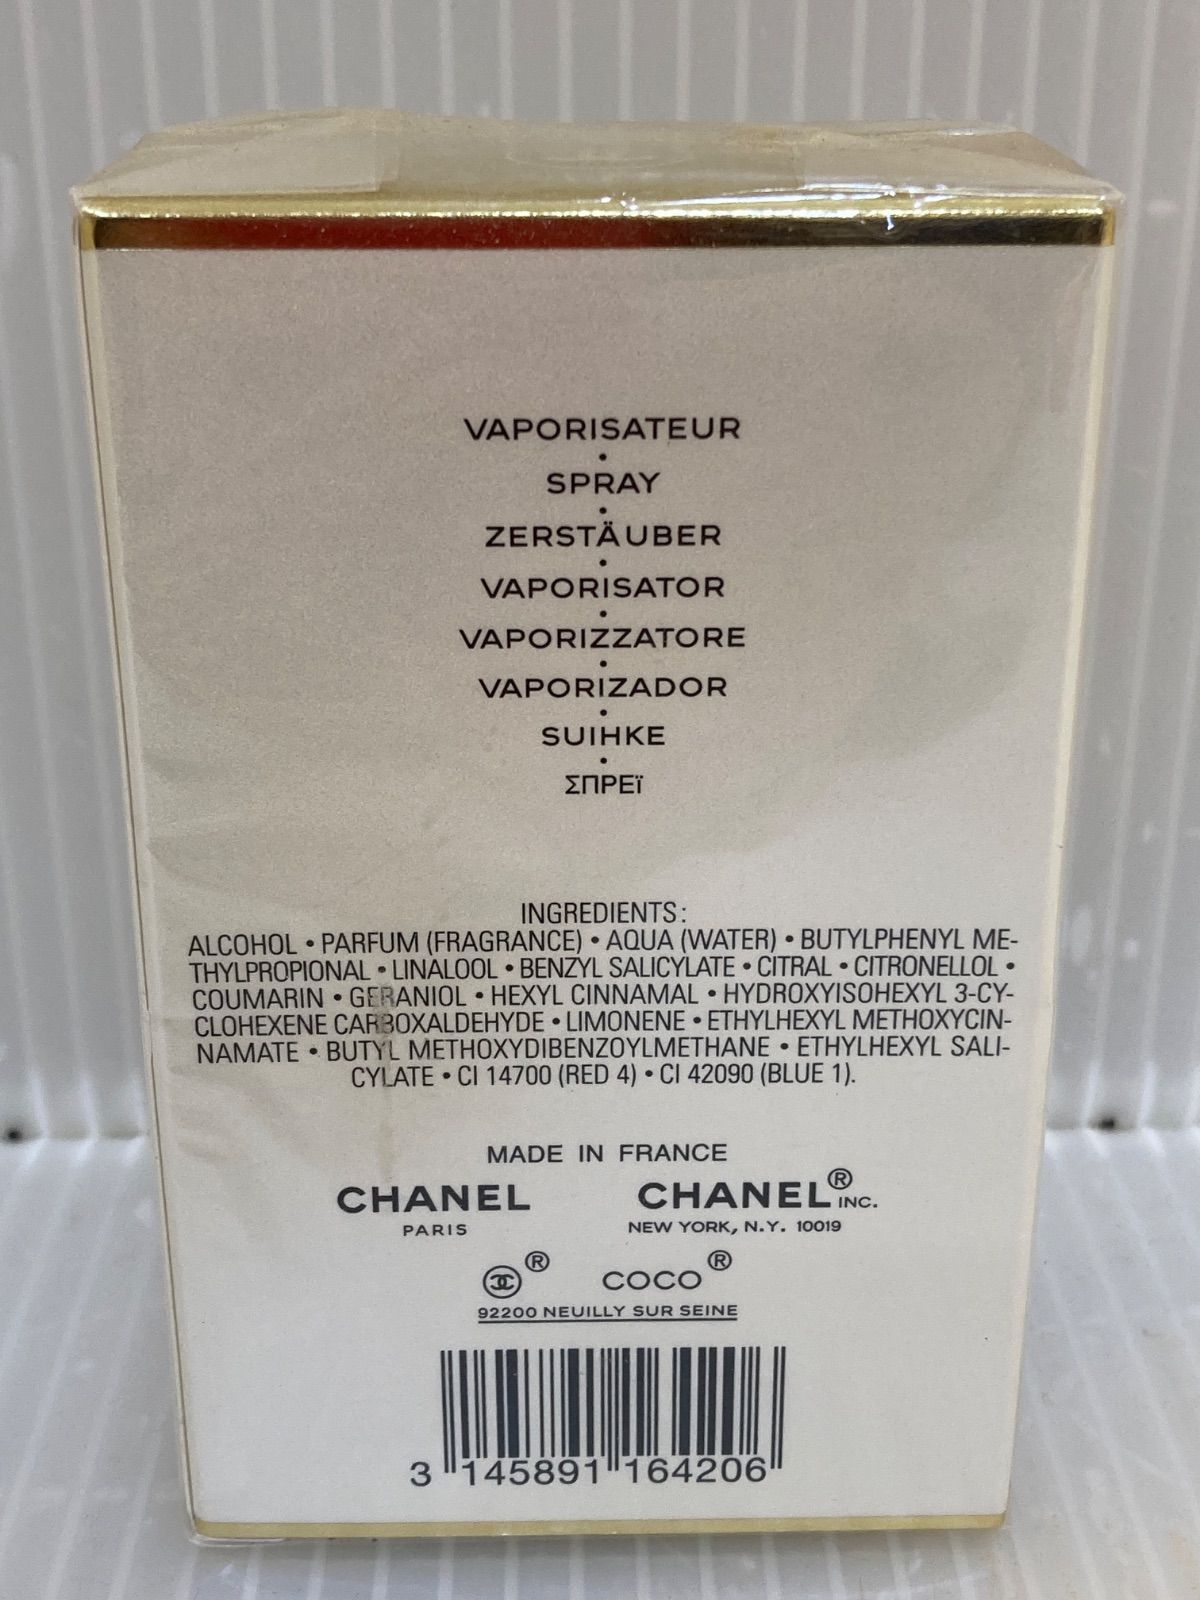 VAPORISATEUR
•
SPRAY
•
ZERSTÄUBER
•
VAPORISATOR
•
VAPORIZZATORE
•
VAPORIZADOR
•
SUIHKE
•
ΣΠΡΕϊ
INGREDIENTS:
ALCOHOL • PARFUM (FRAGRANCE) • AQUA (WATER) • BUTYLPHENYL ME-
THYLPROPIONAL • LINALOOL • BENZYL SALICYLATE • CITRAL • CITRONELLOL •
COUMARIN • GERANIOL • HEXYL CINNAMAL • HYDROXYISOHEXYL 3-CY-
CLOHEXENE CARBOXALDEHYDE • LIMONENE • ETHYLHEXYL METHOXYCIN-
NAMATE • BUTYL METHOXYDIBENZOYLMETHANE • ETHYLHEXYL SALI-
CYLATE • CI 14700 (RED 4) • CI 42090 (BLUE 1).
MADE IN FRANCE
CHANEL CHANEL® INC.
PARIS NEW YORK, N.Y. 10019
® COCO®
92200 NEUILLY SUR SEINE
3 145891 164206